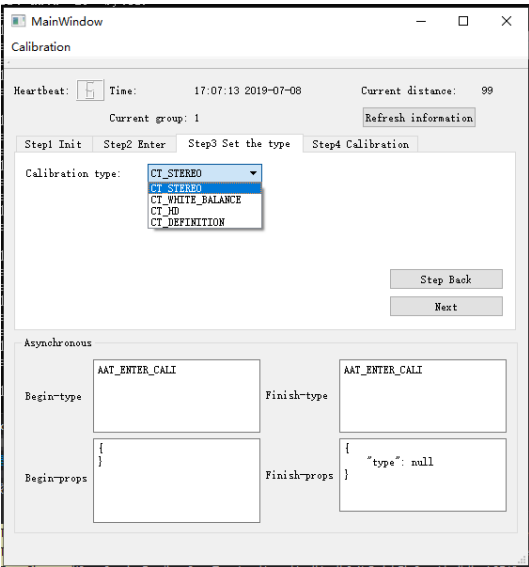 MainWindow
Calibration
Heartbeat: 6 Time: 17:07:13 2019-07-08 Current distance: 99
Current group: 1 Refresh information
Step1 Init Step2 Enter Step3 Set the type Step4 Calibration
Calibration type: CT_STEREO
CT_STEREO
CT_WHITE_BALANCE
CT_HD
CT_DEFINITION
Step Back
Next
Asynchronous
AAT_ENTER_CALI AAT_ENTER_CALI
Begin-type Finish-type
{ {
} "type": null
Begin-props Finish-props }